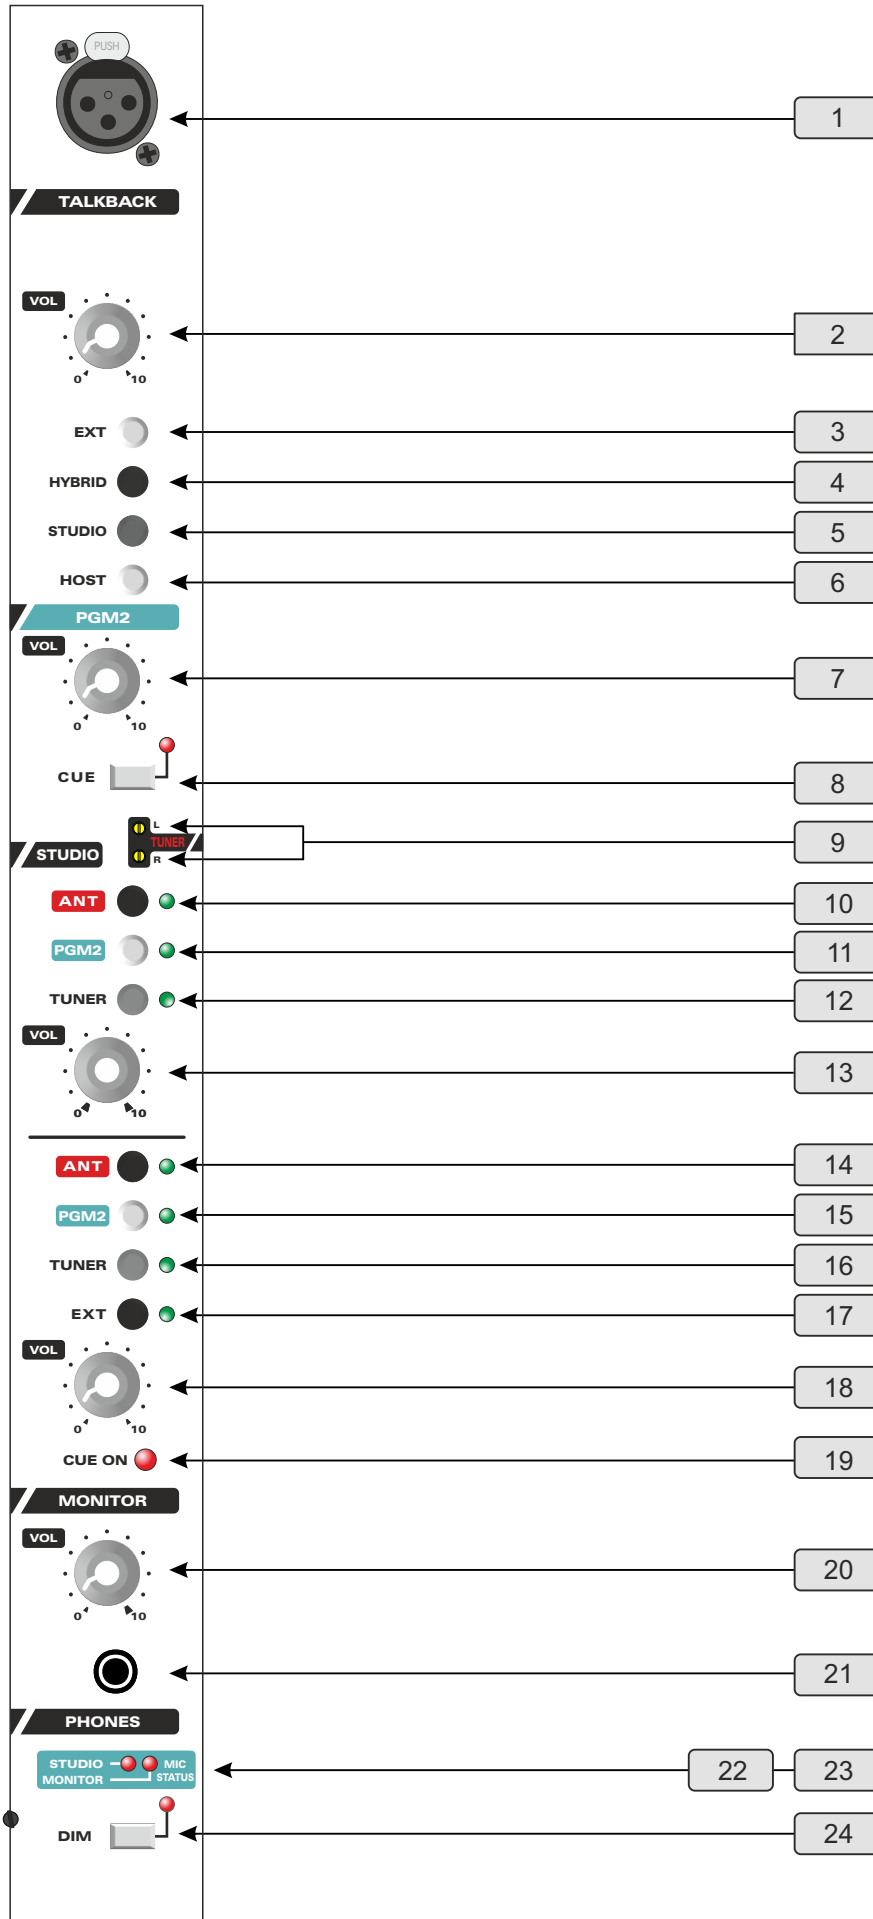 PUSH
1
TALKBACK
VOL
2
0 10
EXT 3
HYBRID 4
STUDIO 5
HOST 6
PGM2
VOL
7
0 10
CUE 8
L
TUNER 9
STUDIO R
ANT 10
PGM2 11
TUNER 12
VOL
13
0 10
ANT 14
PGM2 15
TUNER 16
EXT 17
VOL
18
0 10
CUE ON 19
MONITOR
VOL
20
0 10
21
PHONES
STUDIO MIC 22 23
MONITOR STATUS
DIM 24